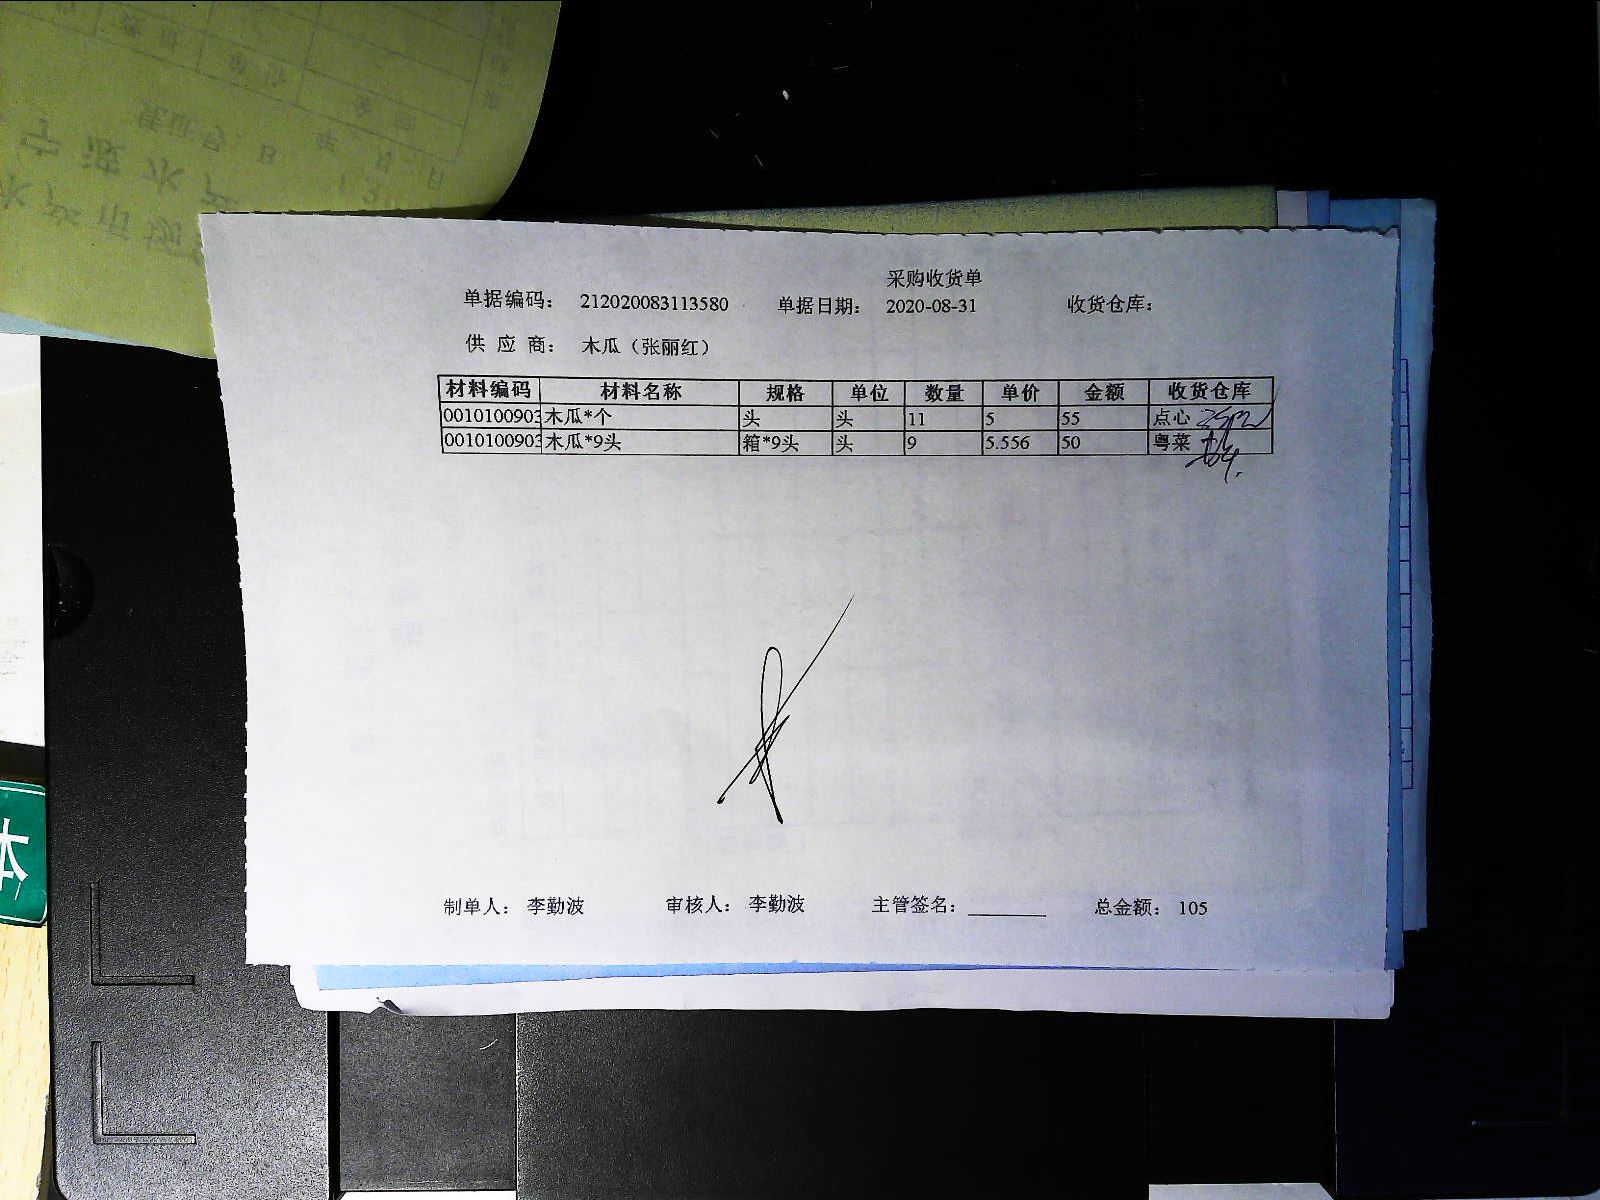 采购收货单
单据编码： 212020083113580 单据日期： 2020-08-31 收货仓库：
供 应 商： 木瓜（张丽红）
材料编码 材料名称 规格 单位 数量 单价 金额 收货仓库
0010100903 木瓜*个 头 头 11 5 55 点心
0010100903 木瓜*9头 箱*9头 头 9 5.556 50 粤菜
制单人： 李勤波 审核人： 李勤波 主管签名： 总金额： 105
本